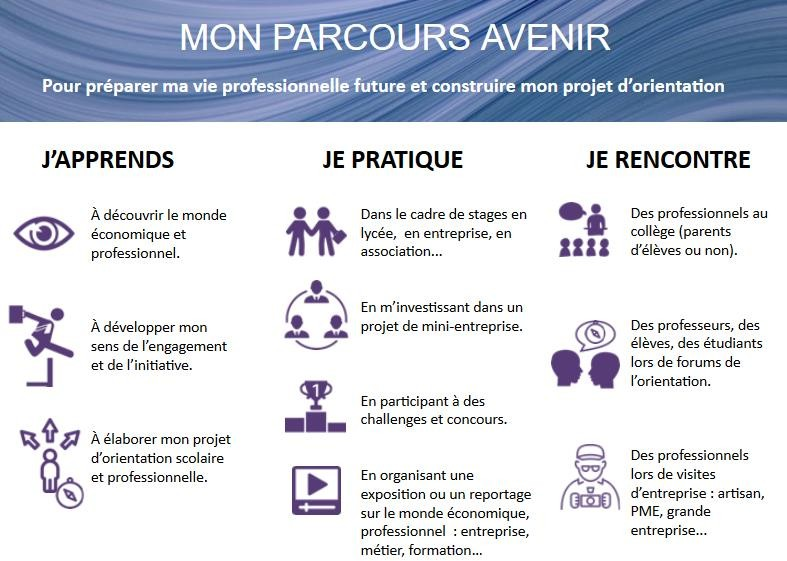 MON PARCOURS AVENIR
Pour préparer ma vie professionnelle future et construire mon projet d'orientation
J'APPRENDS
À découvrir le monde
économique et
professionnel.
À développer mon
sens de l'engagement
et de l'initiative.
À élaborer mon projet
d'orientation scolaire
et professionnelle.
JE PRATIQUE
Dans le cadre de stages en
lycée, en entreprise, en
association...
En m'investissant dans un
projet de mini-entreprise.
1
En participant à des
challenges et concours.
En organisant une
exposition ou un reportage
sur le monde économique,
professionnel : entreprise,
métier, formation...
JE RENCONTRE
Des professionnels au
collège (parents
d'élèves ou non).
Des professeurs, des
élèves, des étudiants
lors de forums de
l'orientation.
Des professionnels
lors de visites
d'entreprise : artisan,
PME, grande
entreprise...